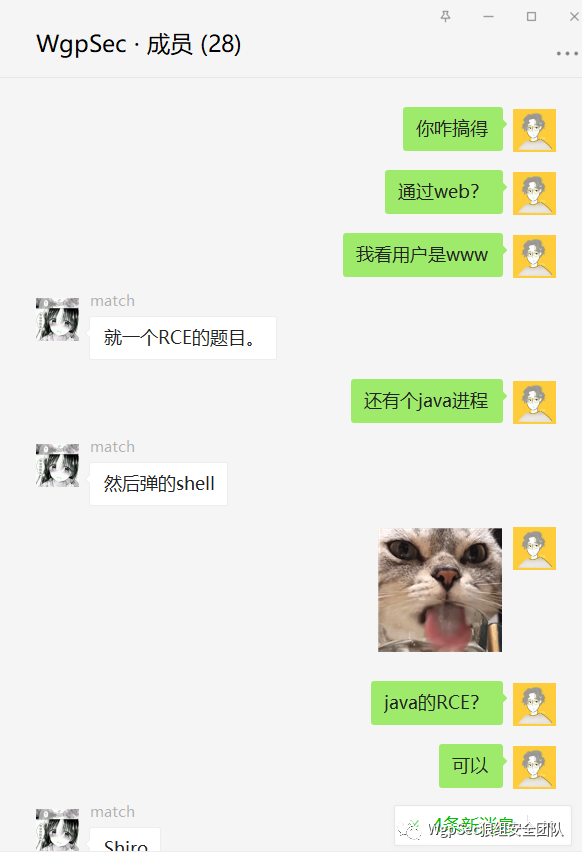 WgpSec · 成员 (28)
你咋搞得
通过web?
我看用户是www
match
就一个RCE的题目。
还有个java进程
match
然后弹的shell
java的RCE?
可以
match
4条新消息
WgpSec狼组安全团队
Shiro